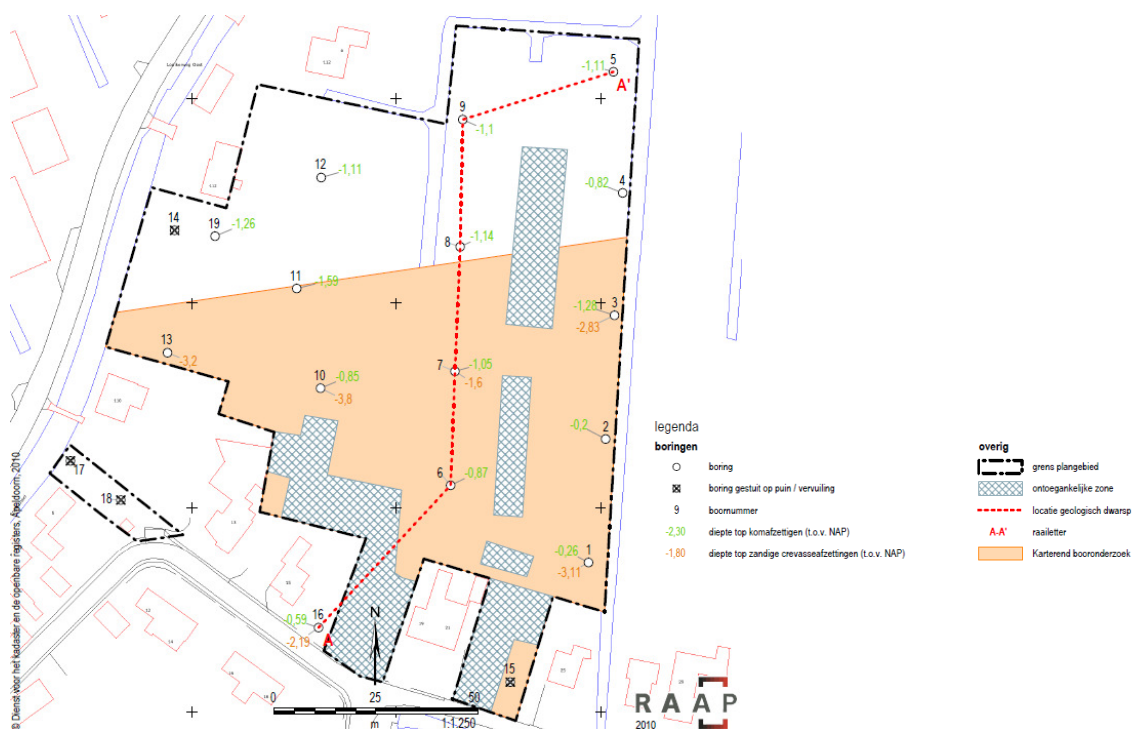 5
-1,11
A'
9
-1,1
12
-1,11
4
-0,82
14
19
-1,26
8
-1,14
11
-1,59
3
-1,28
-2,83
13
-3,2
10
-0,85
-3,8
7
-1,05
-1,6
2
-0,2
6
-0,87
17
18
1
-0,26
-3,11
16
-0,59
-2,19
A
N
15
0 25 50
m 1:1.250
© Dienst voor het kadaster en de openbare registers, Apeldoorn, 2010.
legenda
boringen
boring
boring gestuit op puin / vervuiling
9 boornummer
-2,30 diepte top komafzettigen (t.o.v. NAP)
-1,80 diepte top zandige crevasseafzettingen (t.o.v. NAP)
overig
grens plangebied
ontoegankelijke zone
locatie geologisch dwarsp
A-A' raailetter
Karterend booronderzoek
RAAP
2010